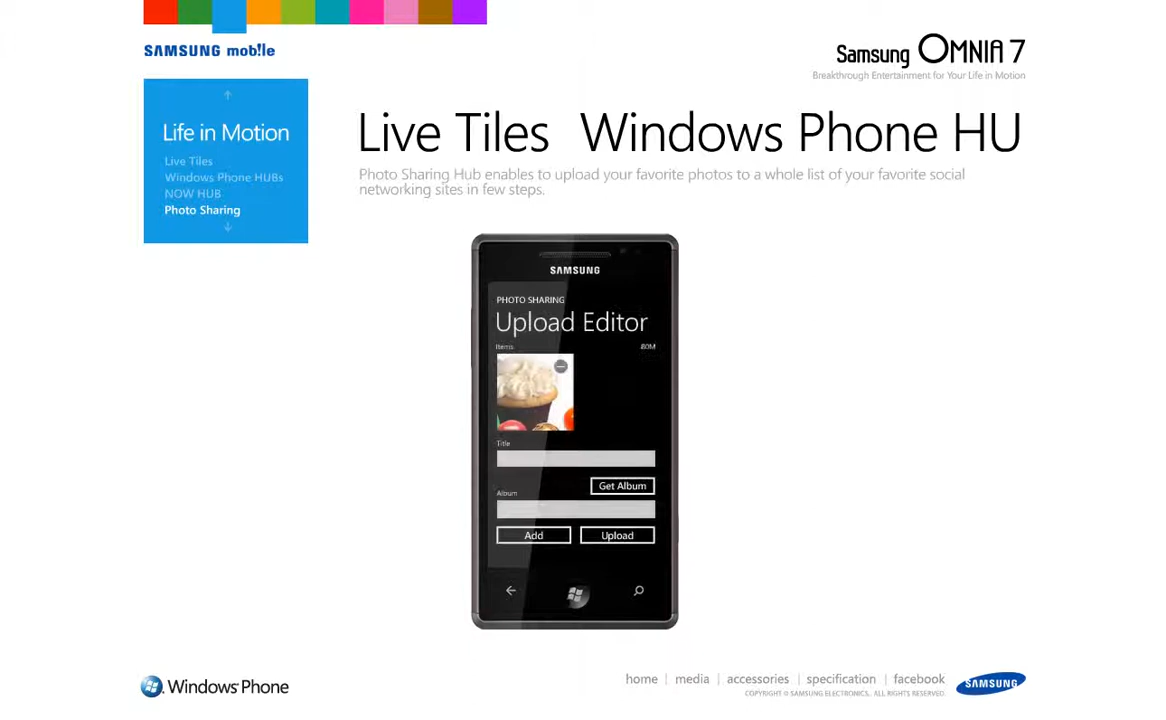 SAMSUNG mob!le
Samsung OMNIA 7
Breakthrough Entertainment for Your Life in Motion
Life in Motion
Live Tiles
Windows Phone HUBs
NOW HUB
Photo Sharing
Live Tiles Windows Phone HU
Photo Sharing Hub enables to upload your favorite photos to a whole list of your favorite social
networking sites in few steps.
SAMSUNG
PHOTO SHARING
Upload Editor
Items
80M
Title
Get Album
Album
Add
Upload
Windows Phone
home | media | accessories | specification | facebook
COPYRIGHT © SAMSUNG ELECTRONICS., ALL RIGHTS RESERVED.
SAMSUNG